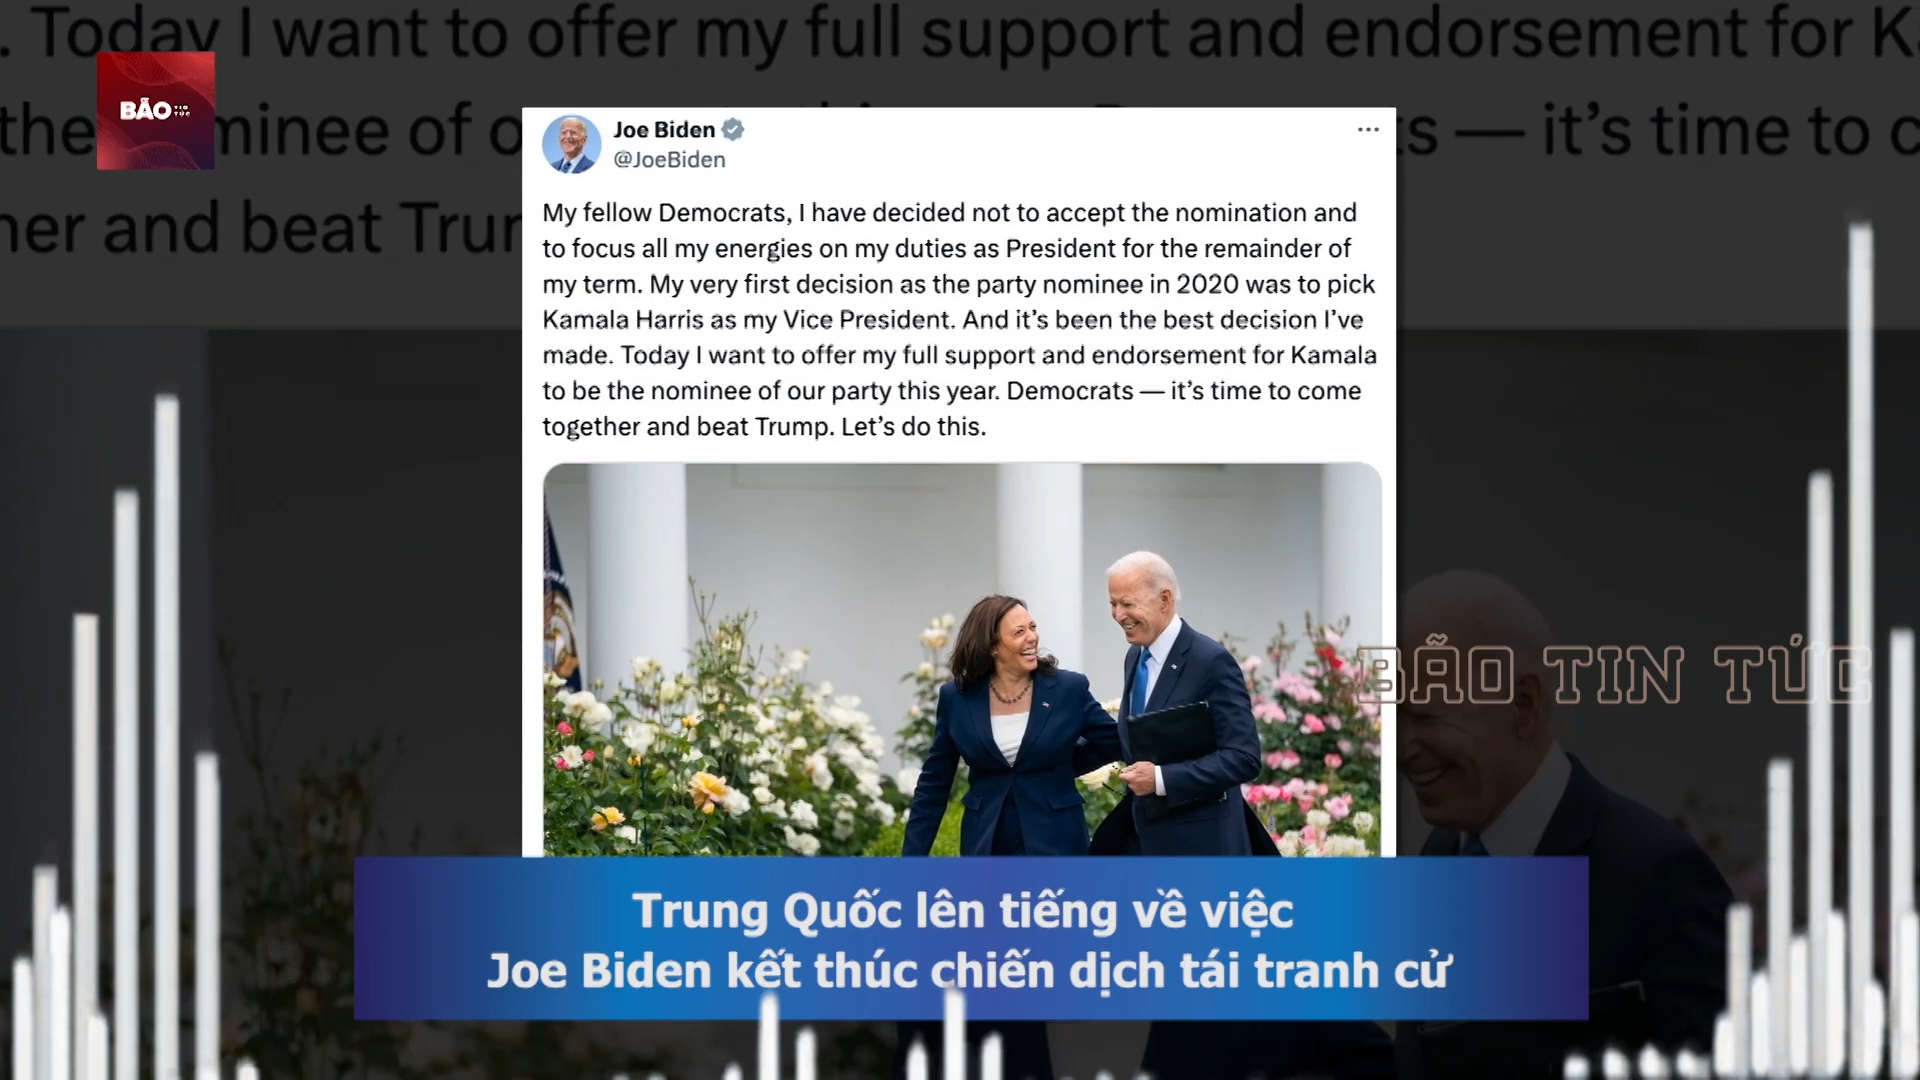 . Today I want to offer my full support and endorsement for K
the
minee of o
ts — it’s time to c
her and beat Trum
BÃO TIN TỨC
Joe Biden
@JoeBiden
My fellow Democrats, I have decided not to accept the nomination and
to focus all my energies on my duties as President for the remainder of
my term. My very first decision as the party nominee in 2020 was to pick
Kamala Harris as my Vice President. And it’s been the best decision I’ve
made. Today I want to offer my full support and endorsement for Kamala
to be the nominee of our party this year. Democrats — it’s time to come
together and beat Trump. Let’s do this.
BÃO TIN TỨC
Trung Quốc lên tiếng về việc
Joe Biden kết thúc chiến dịch tái tranh cử